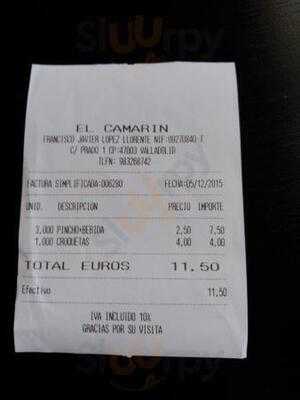 Sluurpy
EL CAMARIN
FRANCISCO JAVIER LOPEZ LLORENTE NIF:09270840-T
C/ PRADO 1 CP:47003 VALLADOLID
TLFN: 983266742
FACTURA SIMPLIFICADA:006280 FECHA:05/12/2015
UNID. DESCRIPCION PRECIO IMPORTE
3,000 PINCHO+BEBIDA 2,50 7,50
1,000 CROQUETAS 4,00 4,00
TOTAL EUROS 11,50
Efectivo 11,50
IVA INCLUIDO 10%
GRACIAS POR SU VISITA